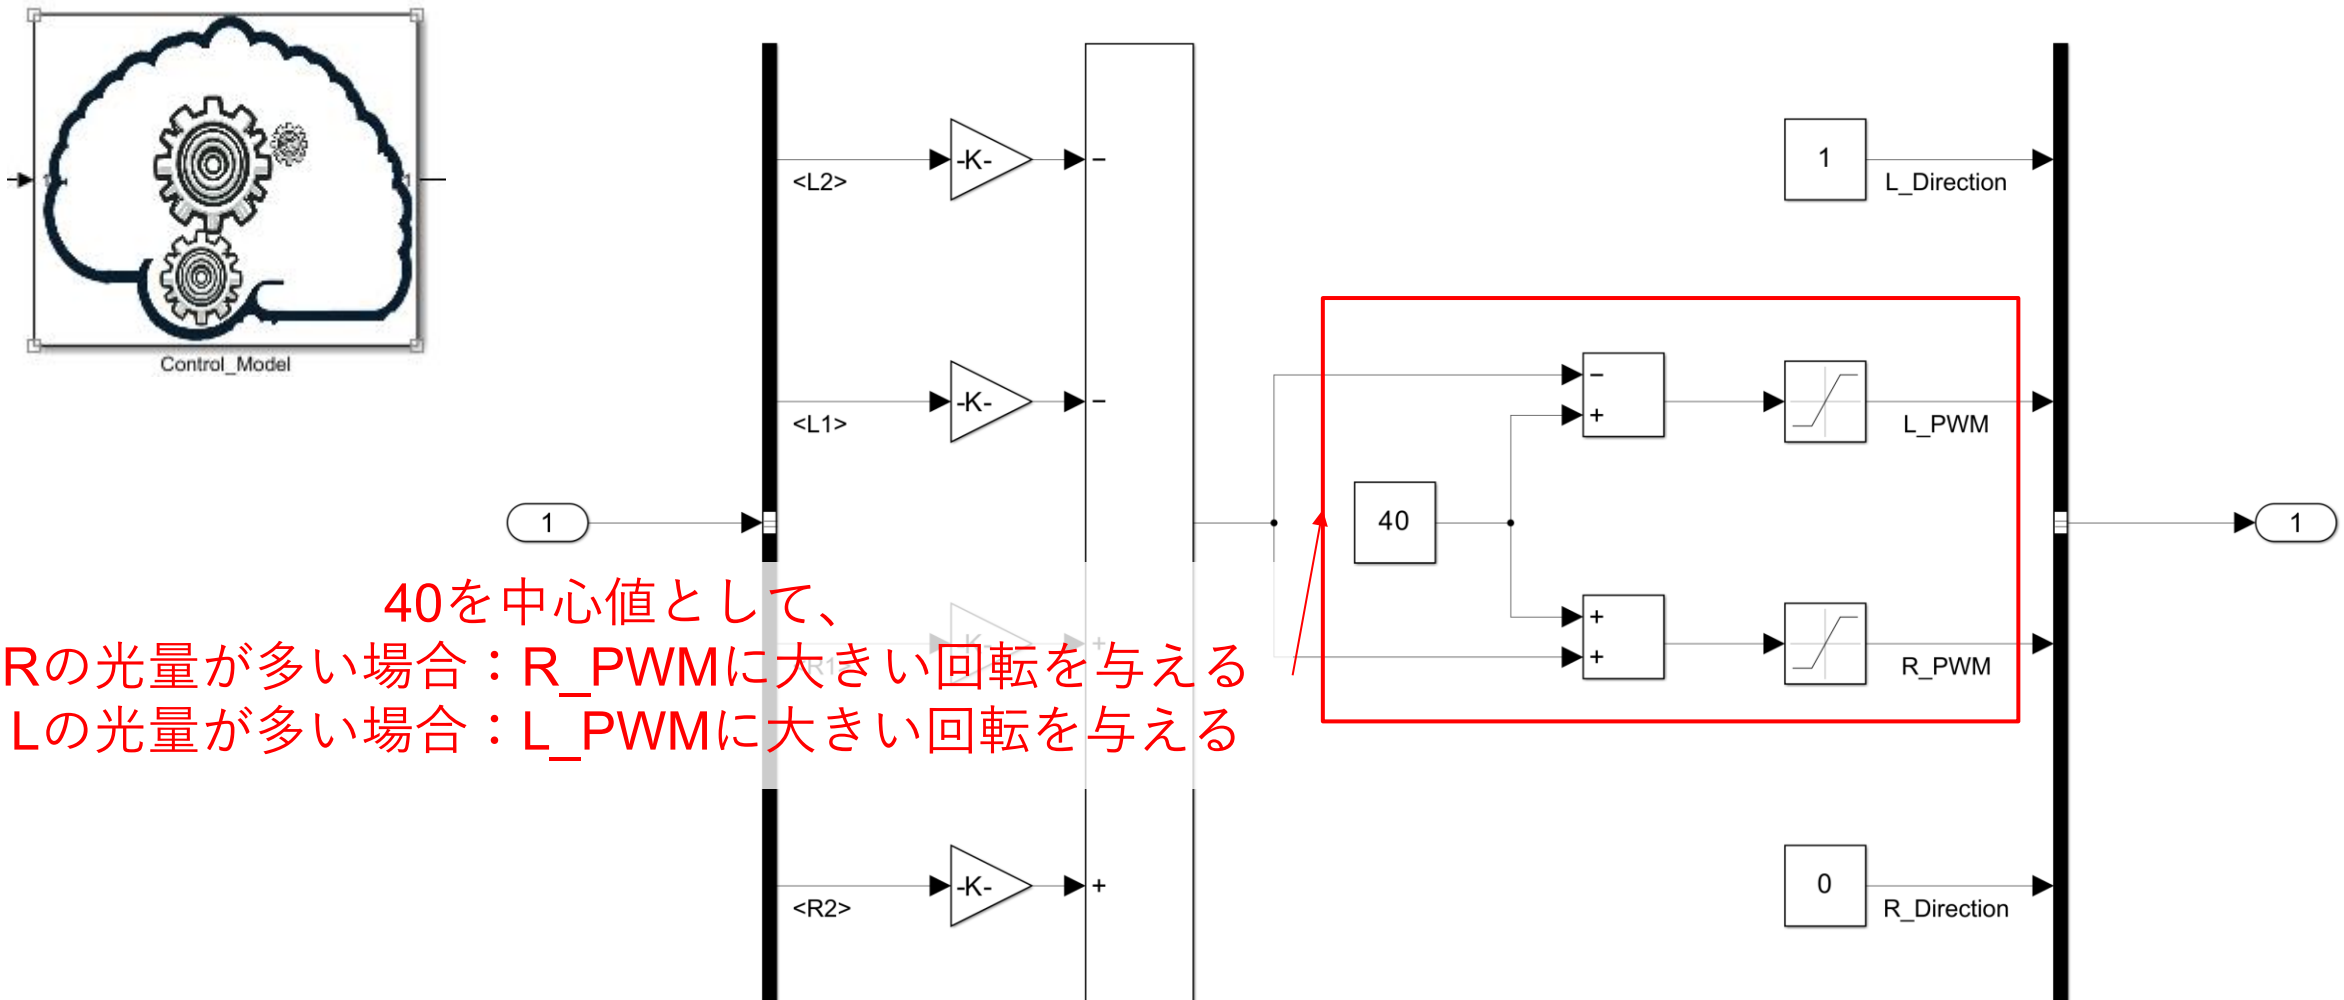 Control_Model
1
<L2>
-K-
−
<L1>
-K-
−
<R1>
-K-
+
<R2>
-K-
+
1
L_Direction
−
+
L_PWM
40
+
+
R_PWM
0
R_Direction
1
40を中心値として、
Rの光量が多い場合：R_PWMに大きい回転を与える
Lの光量が多い場合：L_PWMに大きい回転を与える